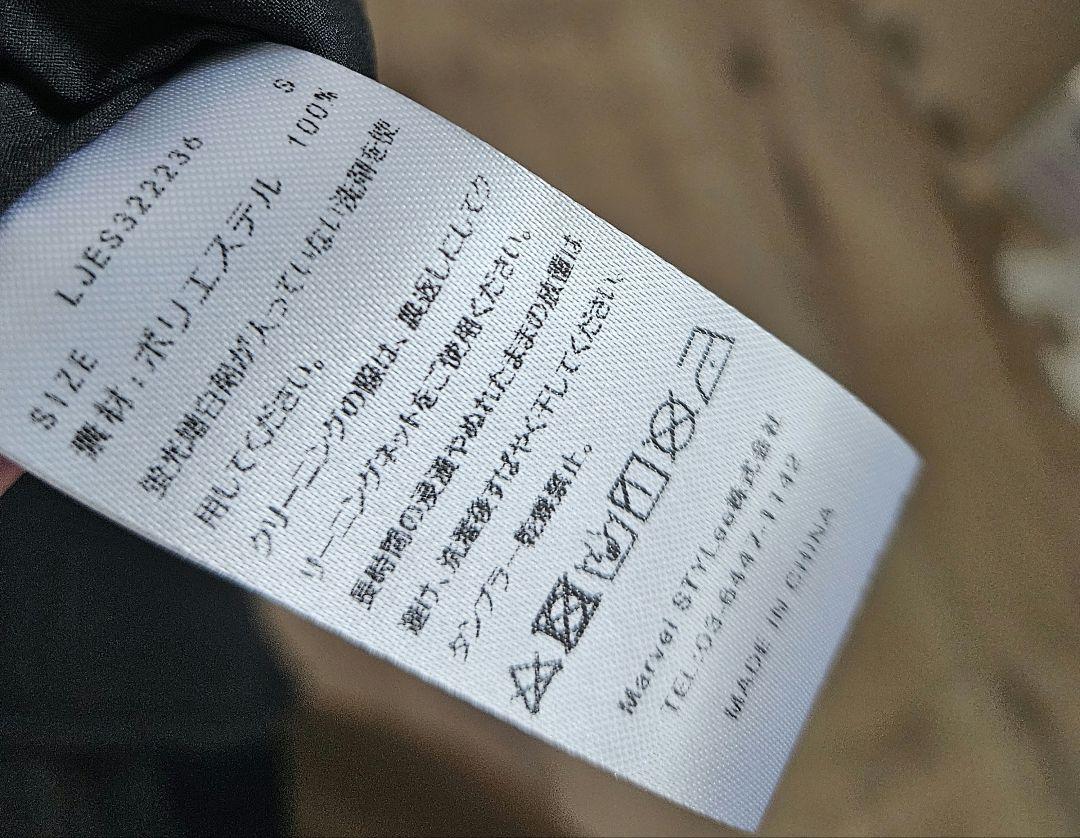 LJES322236
SIZE S
素材：ポリエステル 100%
蛍光増白剤が入っていない洗剤を使
用してください。
クリーニングの際は、裏返しにしてク
リーニングネットをご使用ください。
長時間の浸漬やぬれたままの放置は
避け、洗濯後すばやく干してください。
タンブラー乾燥禁止。
Marvel STYLee株式会社
TEL:03-6447-1142
MADE IN CHINA